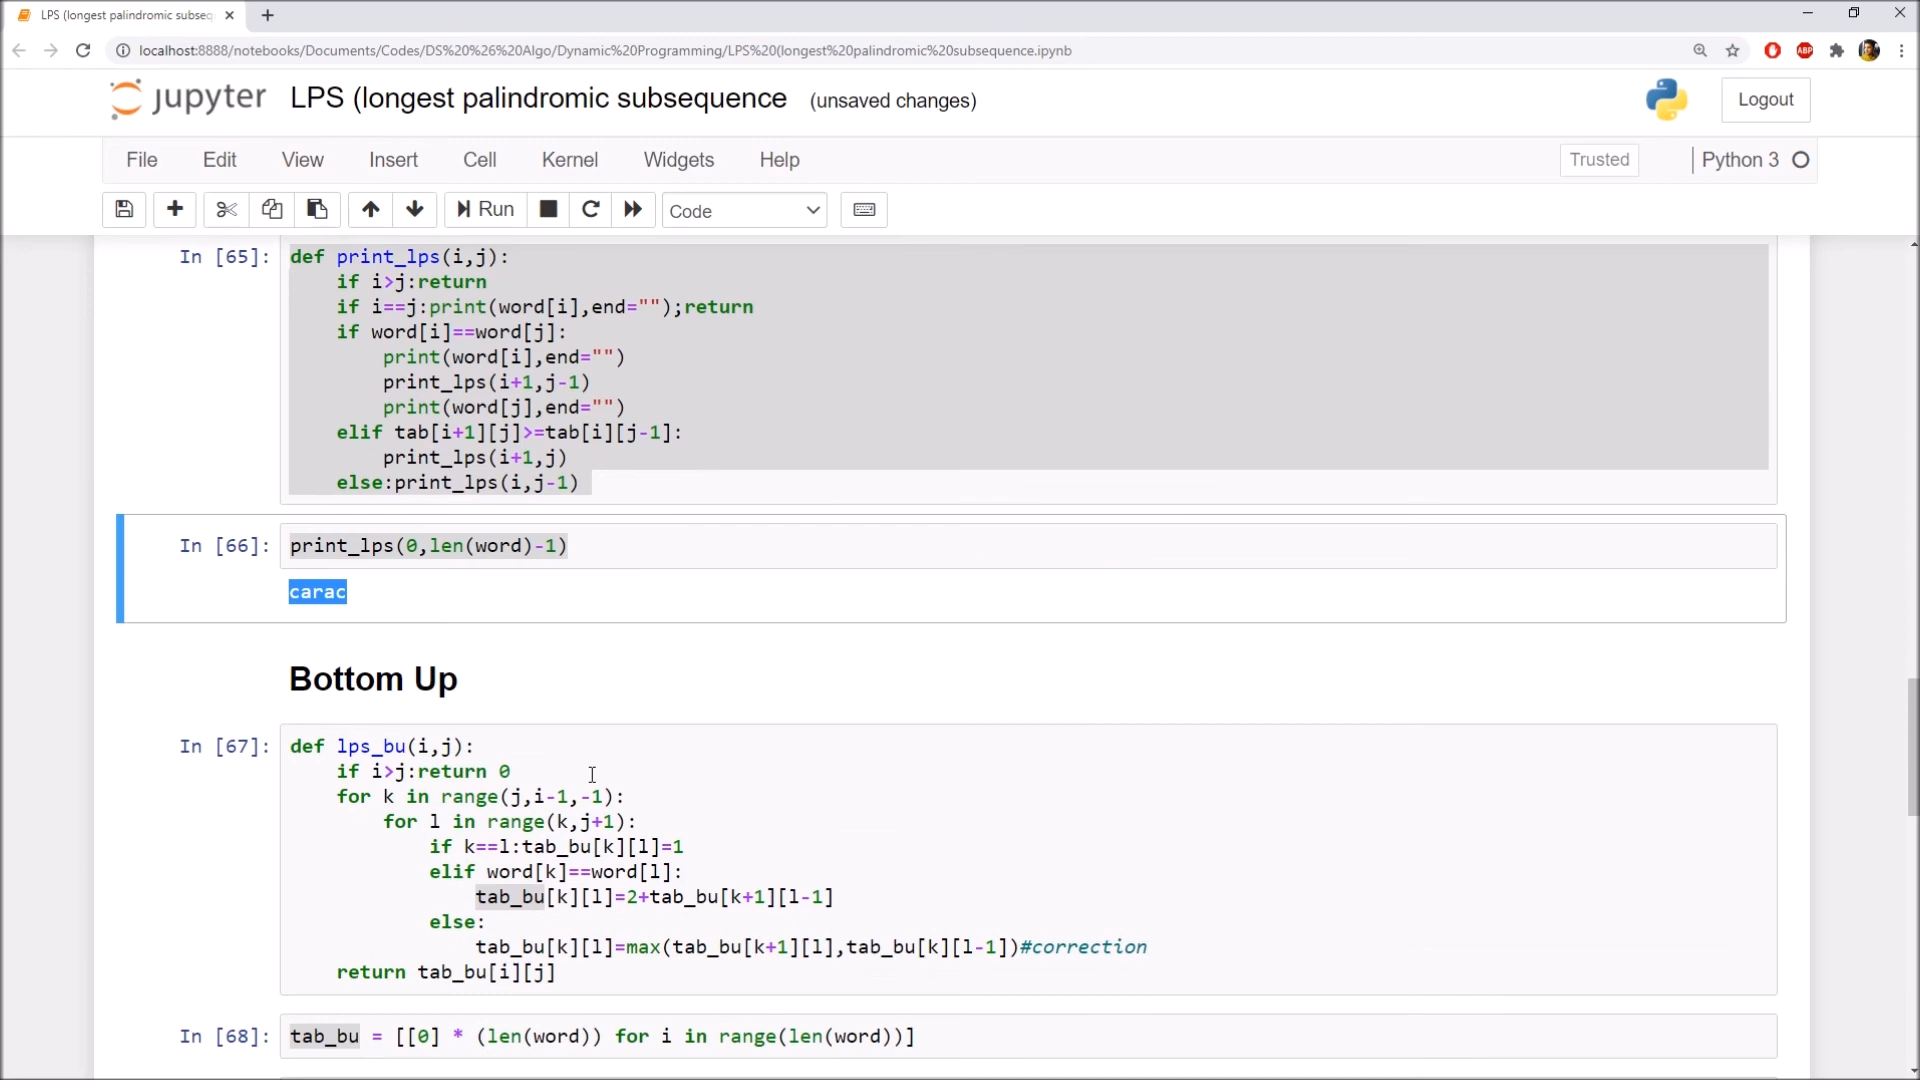 LPS (longest palindromic subseq
localhost:8888/notebooks/Documents/Codes/DS%20%26%20Algo/Dynamic%20Programming/LPS%20(longest%20palindromic%20subsequence.ipynb
ABP
jupyter LPS (longest palindromic subsequence (unsaved changes)
Logout
File Edit View Insert Cell Kernel Widgets Help
Trusted
Python 3
Run
Code
In [65]:
def print_lps(i,j):
    if i>j:return
    if i==j:print(word[i],end="");return
    if word[i]==word[j]:
        print(word[i],end="")
        print_lps(i+1,j-1)
        print(word[j],end="")
    elif tab[i+1][j]>=tab[i][j-1]:
        print_lps(i+1,j)
    else:print_lps(i,j-1)
In [66]:
print_lps(0,len(word)-1)
carac
Bottom Up
In [67]:
def lps_bu(i,j):
    if i>j:return 0
    for k in range(j,i-1,-1):
        for l in range(k,j+1):
            if k==l:tab_bu[k][l]=1
            elif word[k]==word[l]:
                tab_bu[k][l]=2+tab_bu[k+1][l-1]
            else:
                tab_bu[k][l]=max(tab_bu[k+1][l],tab_bu[k][l-1])#correction
    return tab_bu[i][j]
In [68]:
tab_bu = [[0] * (len(word)) for i in range(len(word))]